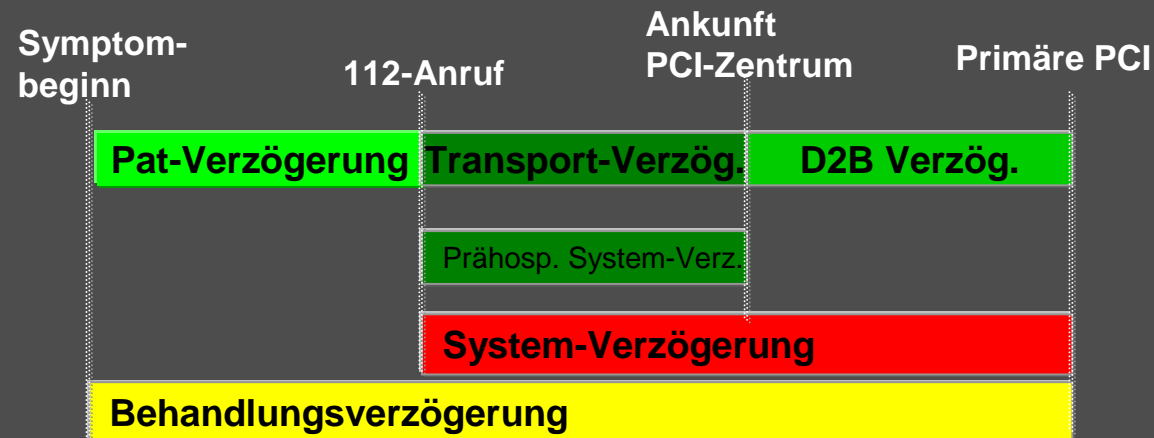 Symptom-
beginn
112-Anruf
Ankunft
PCI-Zentrum
Primäre PCI
Pat-Verzögerung
Transport-Verzög.
D2B Verzög.
Prähosp. System-Verz.
System-Verzögerung
Behandlungsverzögerung